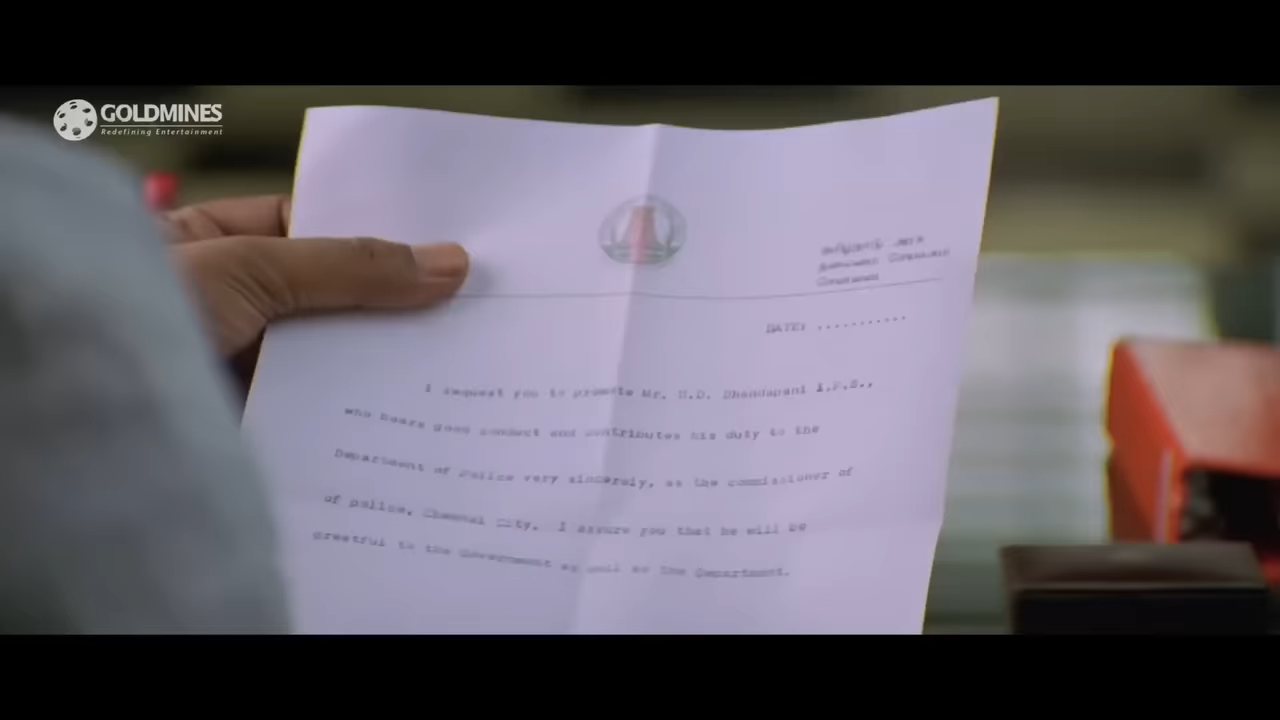 GOLDMINES
Redefining Entertainment
தமிழ்நாடு அரசு
DATE: ...........
I request you to promote Mr. Dhandapani I.P.S.,
who bears good conduct and contributes his duty to the
Department of Police very sincerely, as the commissioner of
of police, Chennai City. I assure you that he will be
greatful to the Government as well as the Department.